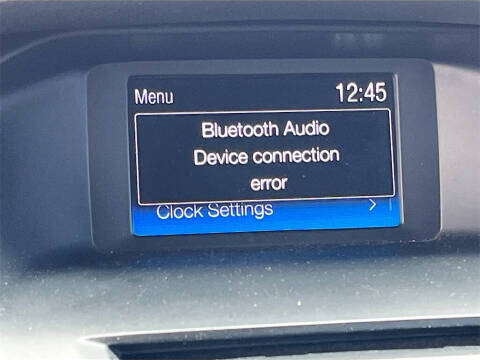 Menu 12:45
Bluetooth Audio
Device connection
error
Clock Settings >